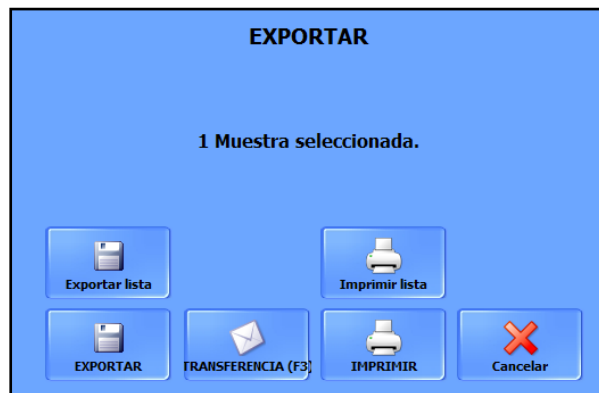 EXPORTAR
1 Muestra seleccionada.
Exportar lista
Imprimir lista
EXPORTAR
TRANSFERENCIA (F3)
IMPRIMIR
Cancelar